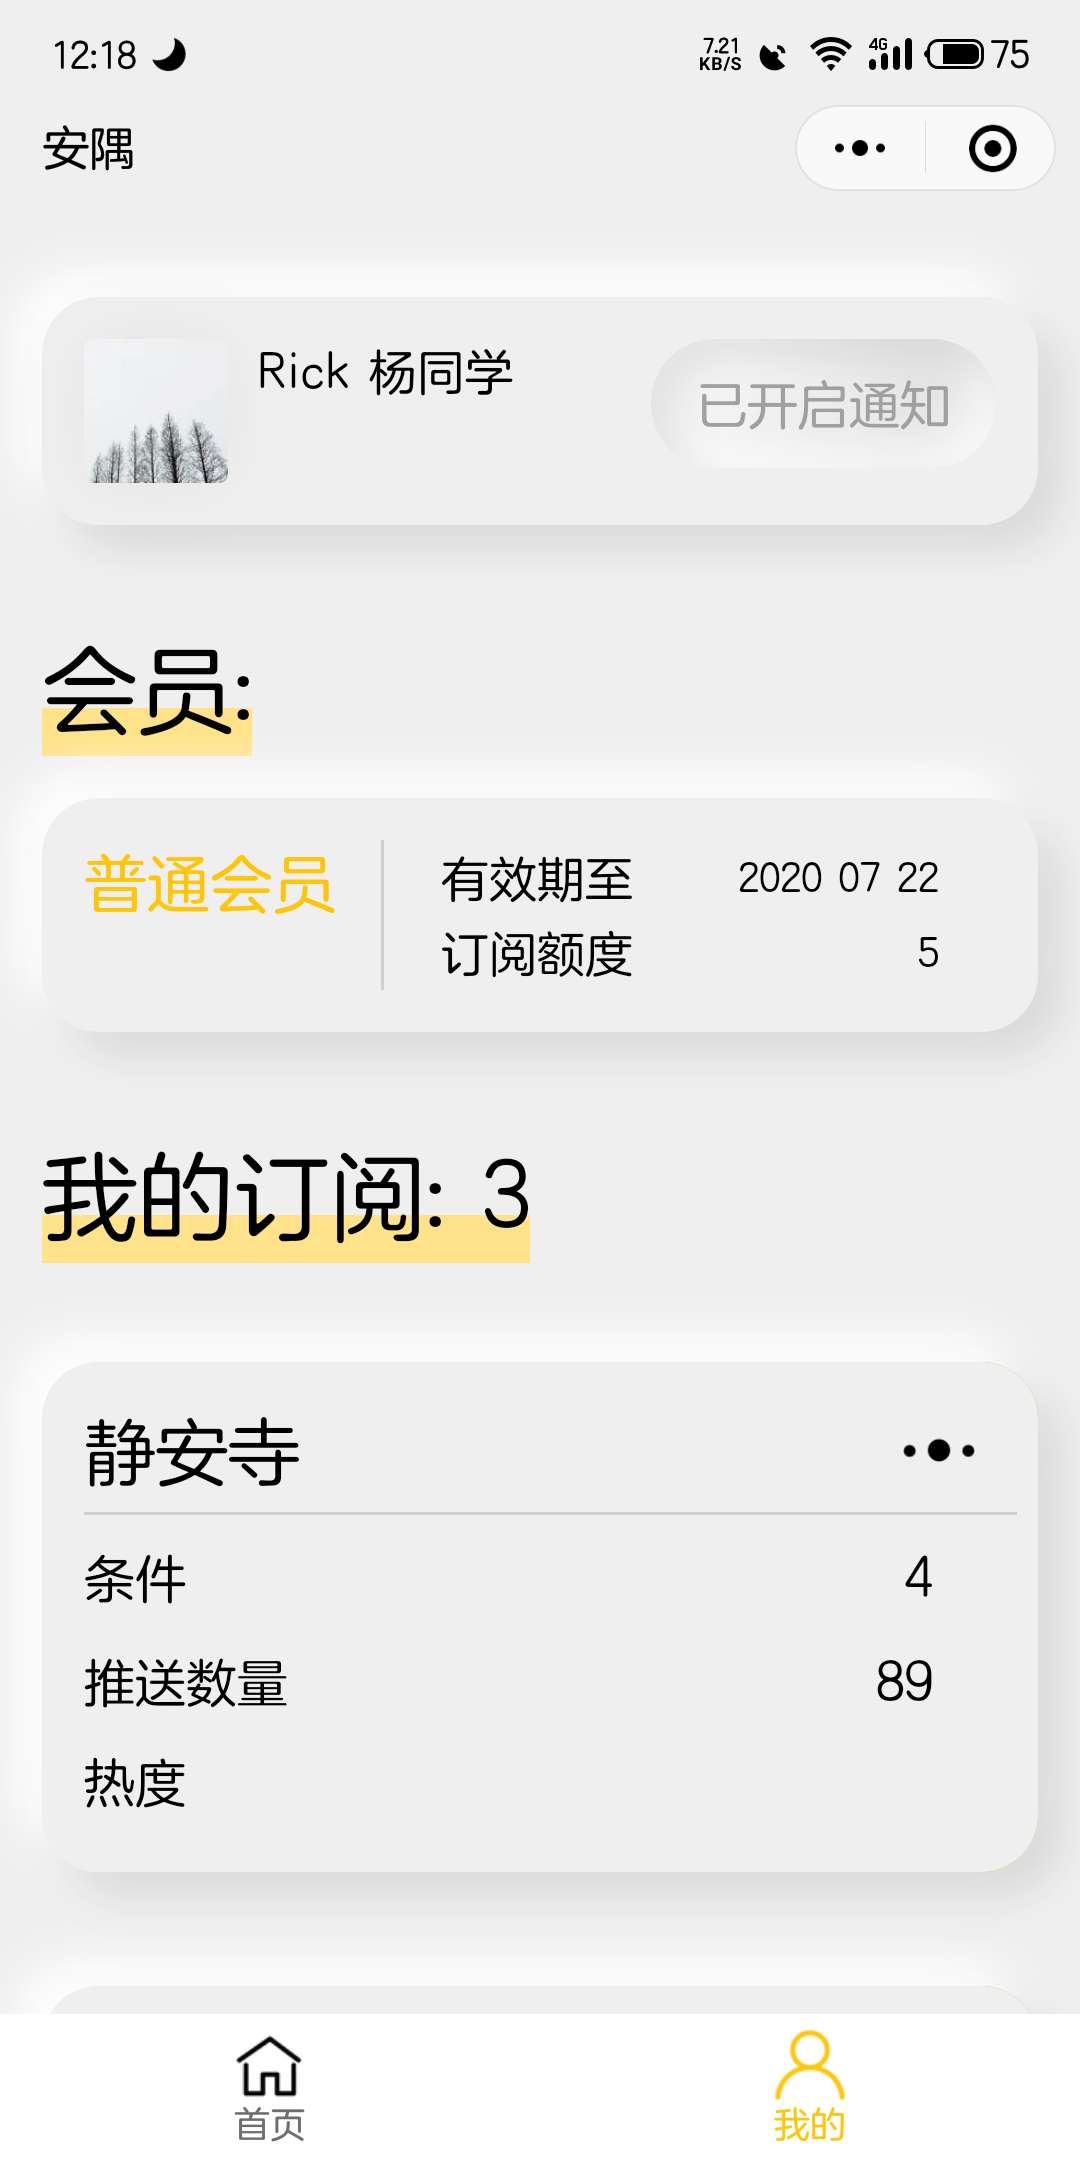 12:18
7.21 KB/S
4G
75
安隅
Rick 杨同学
已开启通知
会员:
普通会员
有效期至 2020 07 22
订阅额度 5
我的订阅: 3
静安寺
条件 4
推送数量 89
热度
首页
我的